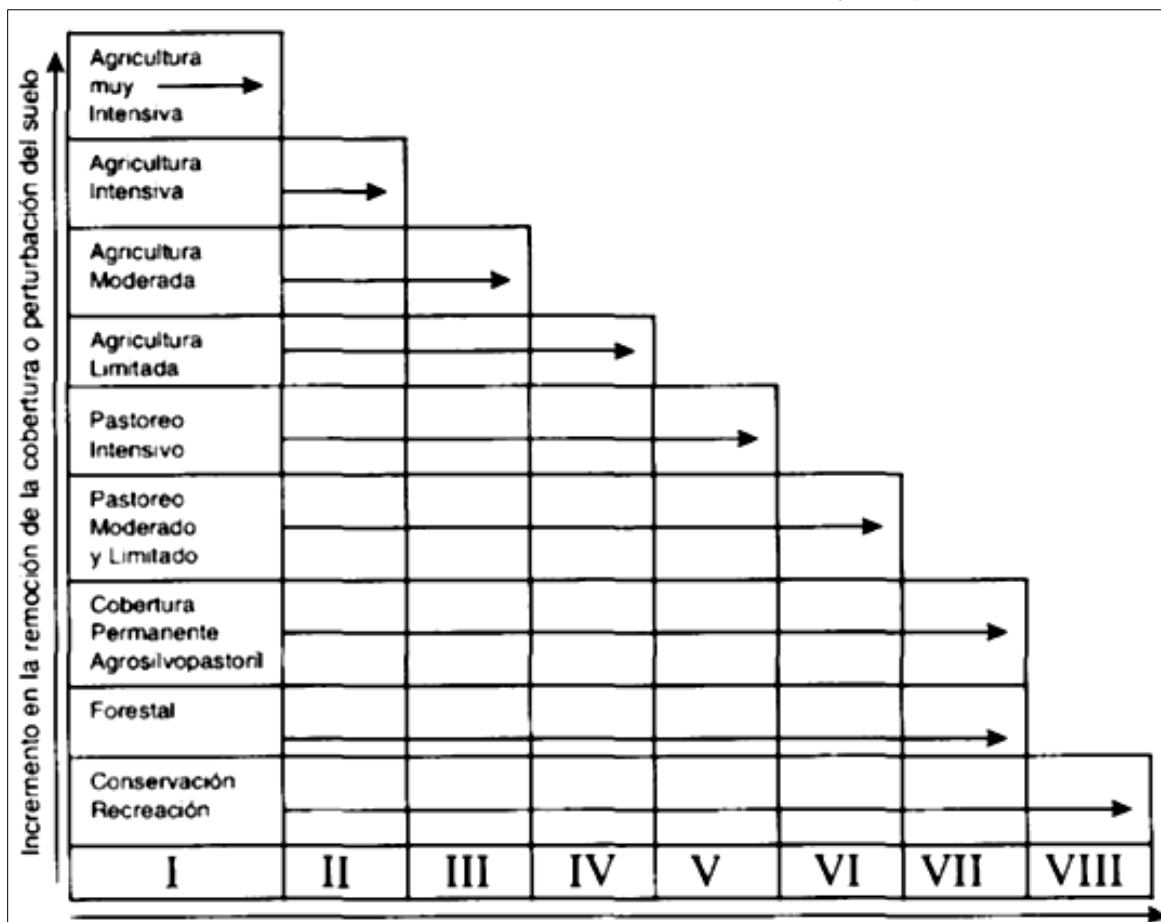 Incremento en la remoción de la cobertura o perturbación del suelo
Agricultura
muy
Intensiva
Agricultura
Intensiva
Agricultura
Moderada
Agricultura
Limitada
Pastoreo
Intensivo
Pastoreo
Moderado
y Limitado
Cobertura
Permanente
Agrosilvopastoril
Forestal
Conservación
Recreación
I II III IV V VI VII VIII